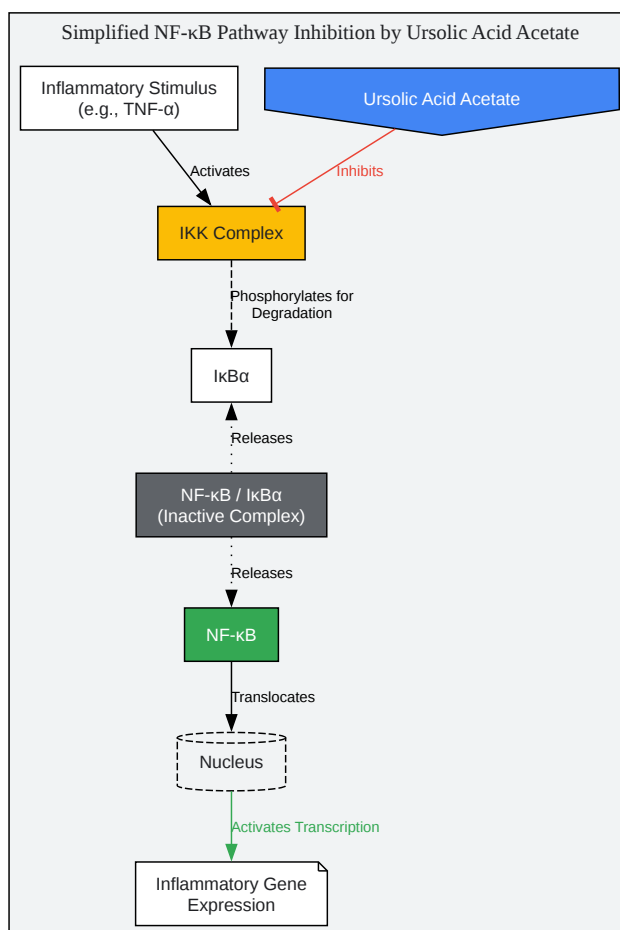 Simplified NF-κB Pathway Inhibition by Ursolic Acid Acetate
Inflammatory Stimulus
(e.g., TNF-α)
Ursolic Acid Acetate
Activates
Inhibits
IKK Complex
Phosphorylates for
Degradation
IκBα
Releases
NF-κB / IκBα
(Inactive Complex)
Releases
NF-κB
Translocates
Nucleus
Activates Transcription
Inflammatory Gene
Expression